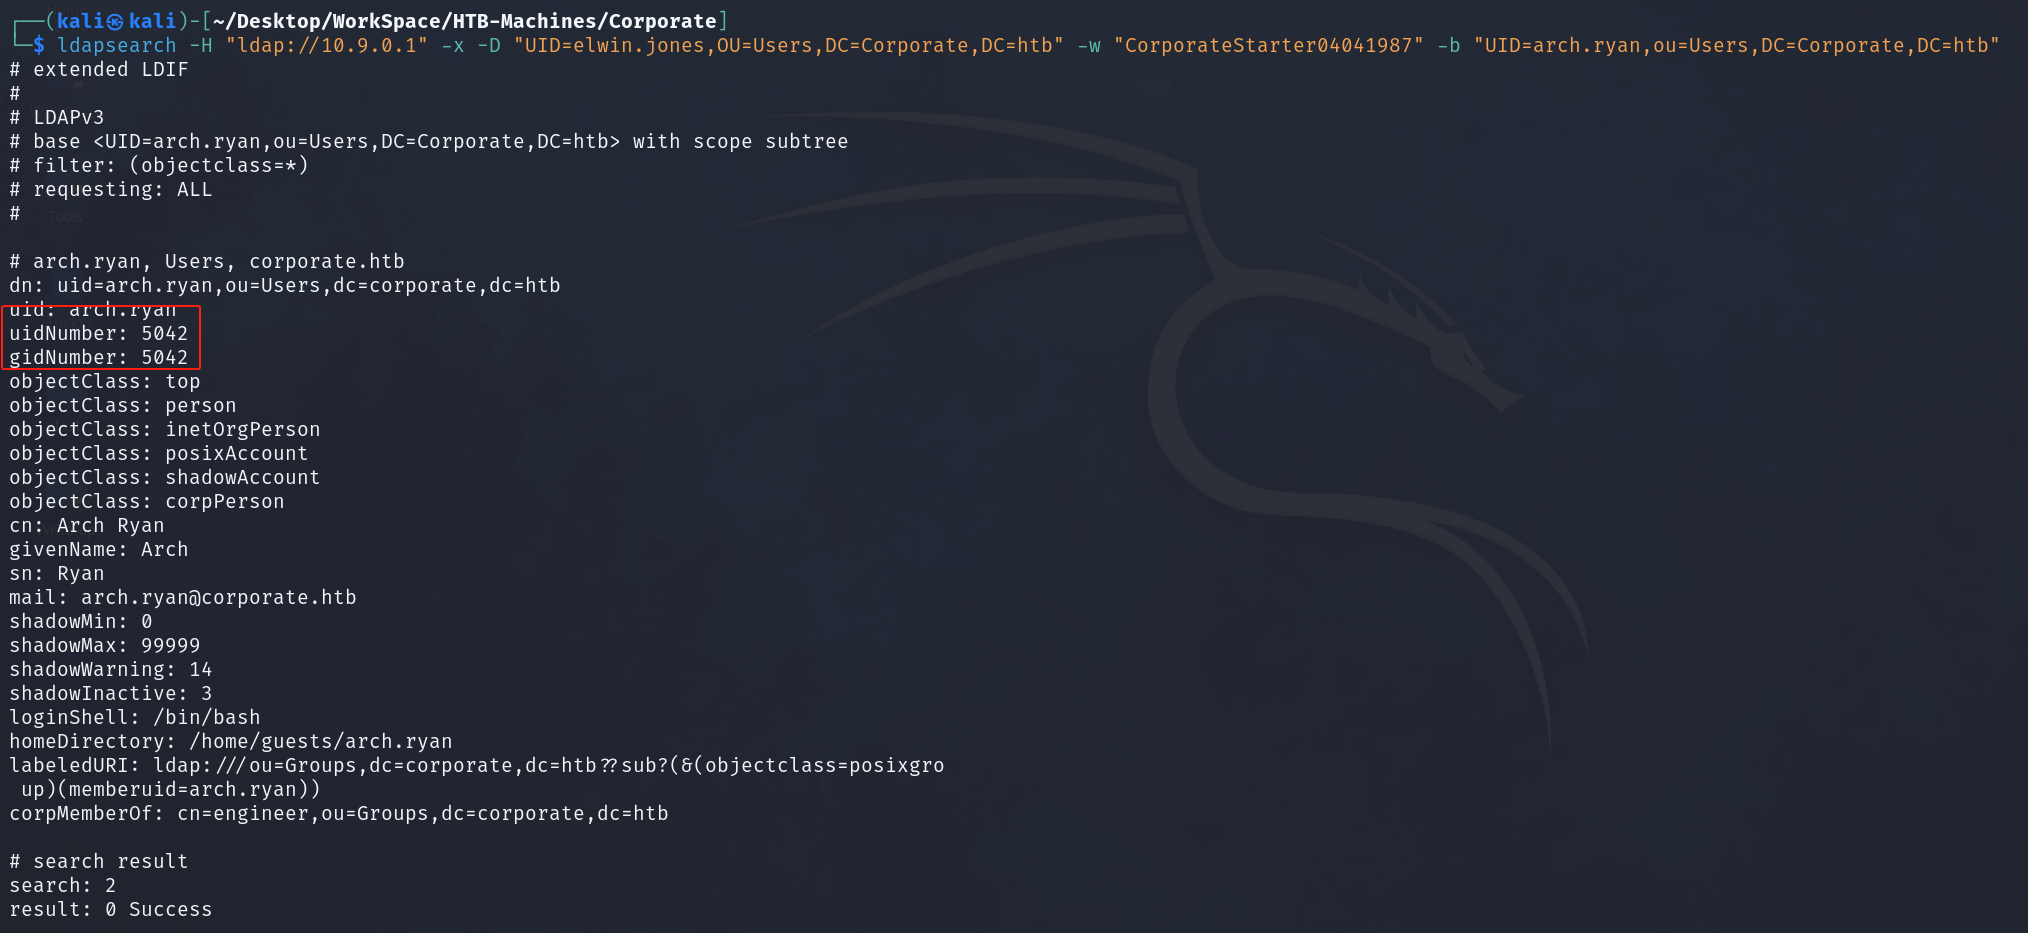 ┌──(kali㉿kali)-[~/Desktop/WorkSpace/HTB-Machines/Corporate]
└─$ ldapsearch -H "ldap://10.9.0.1" -x -D "UID=elwin.jones,OU=Users,DC=Corporate,DC=htb" -w "CorporateStarter04041987" -b "UID=arch.ryan,ou=Users,DC=Corporate,DC=htb"
# extended LDIF
#
# LDAPv3
# base <UID=arch.ryan,ou=Users,DC=Corporate,DC=htb> with scope subtree
# filter: (objectclass=*)
# requesting: ALL
#
Tools
# arch.ryan, Users, corporate.htb
dn: uid=arch.ryan,ou=Users,dc=corporate,dc=htb
uid: arch.ryan
uidNumber: 5042
gidNumber: 5042
objectClass: top
objectClass: person
objectClass: inetOrgPerson
objectClass: posixAccount
objectClass: shadowAccount
objectClass: corpPerson
cn: Arch Ryan
givenName: Arch
sn: Ryan
mail: arch.ryan@corporate.htb
shadowMin: 0
shadowMax: 99999
shadowWarning: 14
shadowInactive: 3
loginShell: /bin/bash
homeDirectory: /home/guests/arch.ryan
labeledURI: ldap:///ou=Groups,dc=corporate,dc=htb??sub?(&(objectclass=posixgro
 up)(memberuid=arch.ryan))
corpMemberOf: cn=engineer,ou=Groups,dc=corporate,dc=htb
# search result
search: 2
result: 0 Success